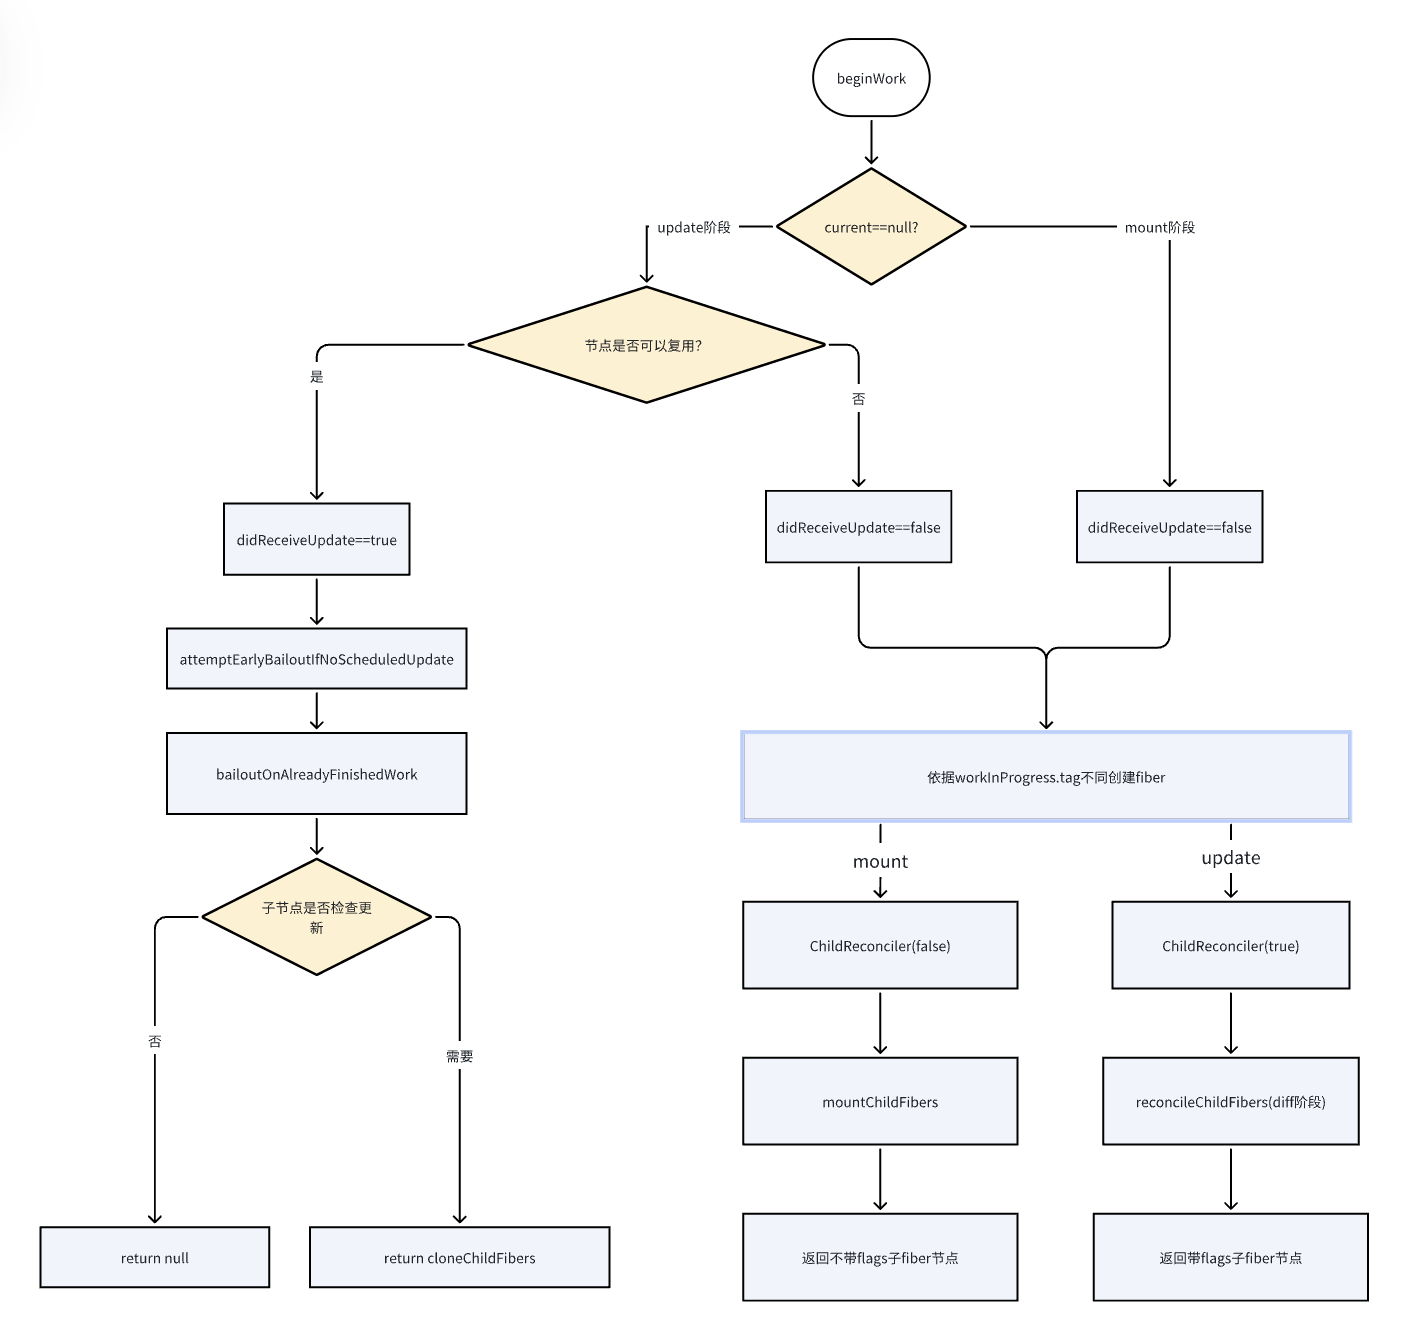 beginWork
current==null?
update阶段
mount阶段
节点是否可以复用?
是
否
didReceiveUpdate==true
didReceiveUpdate==false
didReceiveUpdate==false
attemptEarlyBailoutIfNoScheduledUpdate
bailoutOnAlreadyFinishedWork
依据workInProgress.tag不同创建fiber
mount
update
子节点是否检查更
新
ChildReconciler(false)
ChildReconciler(true)
否
需要
mountChildFibers
reconcileChildFibers(diff阶段)
return null
return cloneChildFibers
返回不带flags子fiber节点
返回带flags子fiber节点